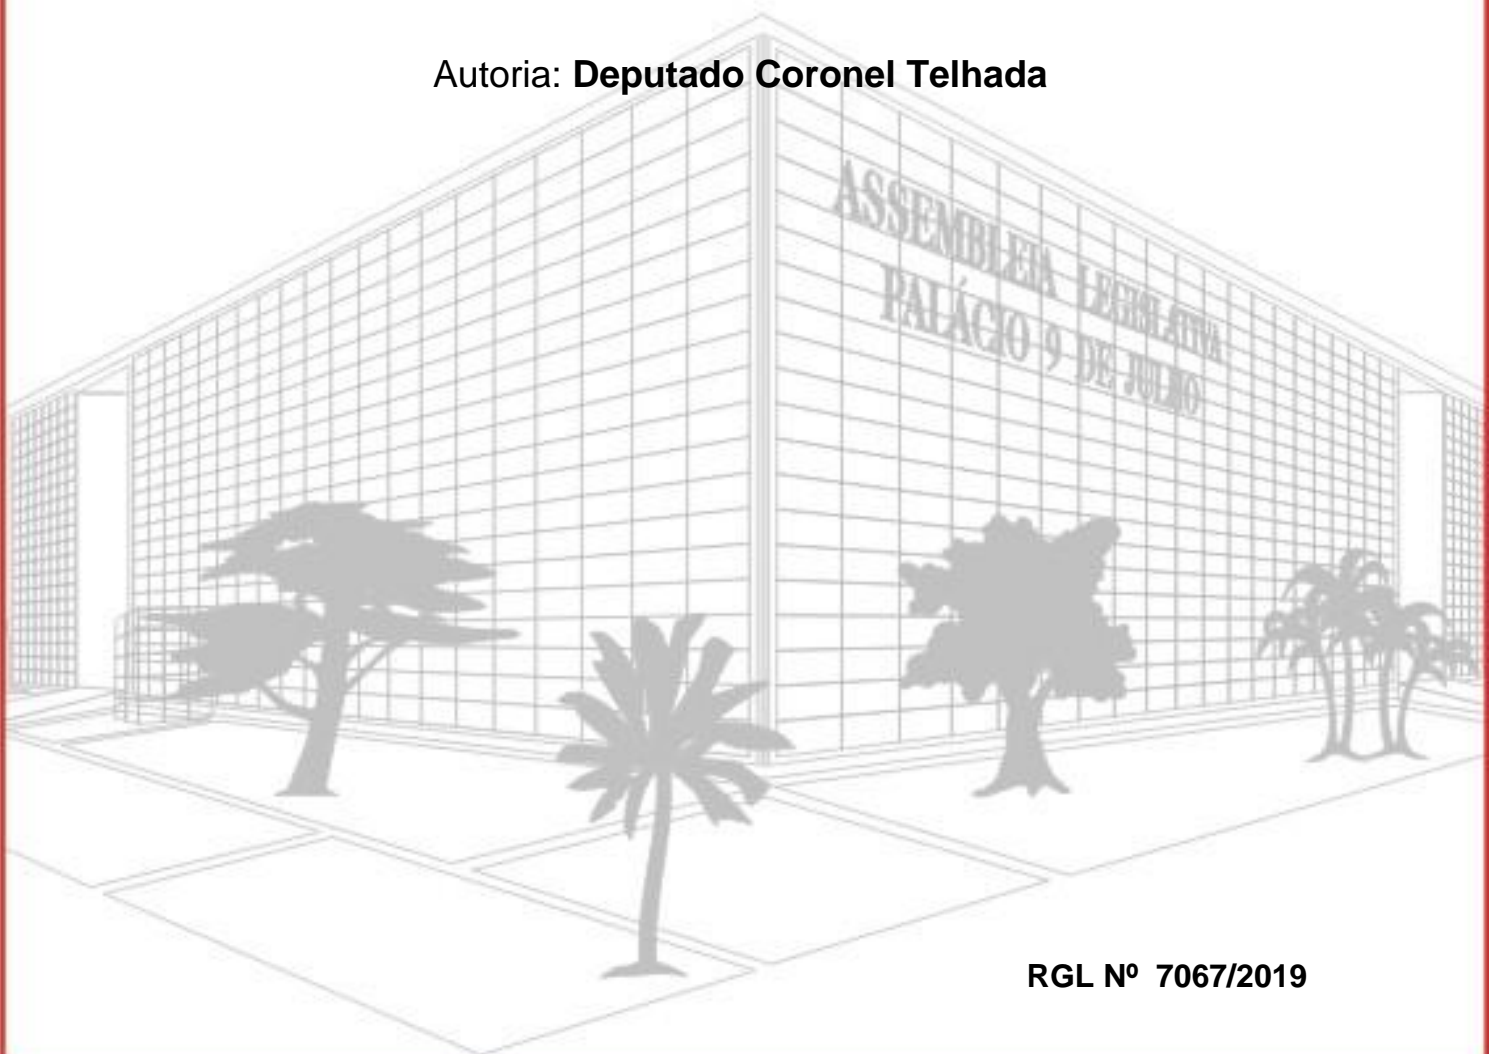 Autoria: Deputado Coronel Telhada
ASSEMBLEIA LEGISLATIVA
PALÁCIO 9 DE JULHO
RGL Nº 7067/2019